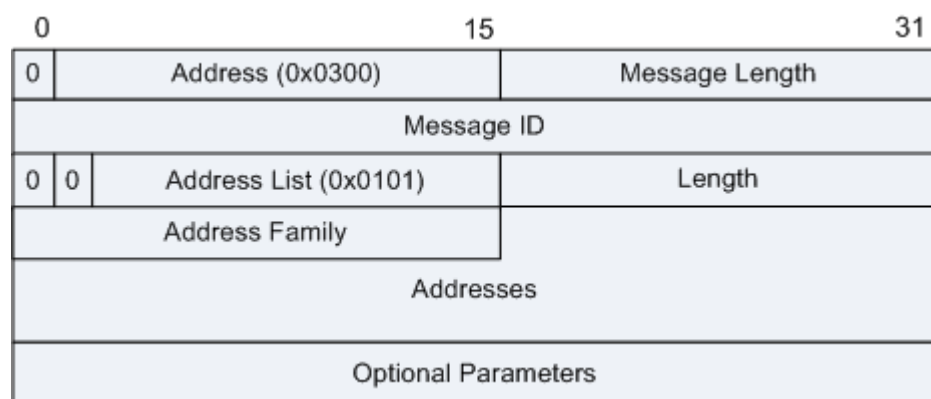 0 15 31
0 Address (0x0300) Message Length
Message ID
0 0 Address List (0x0101) Length
Address Family
Addresses
Optional Parameters